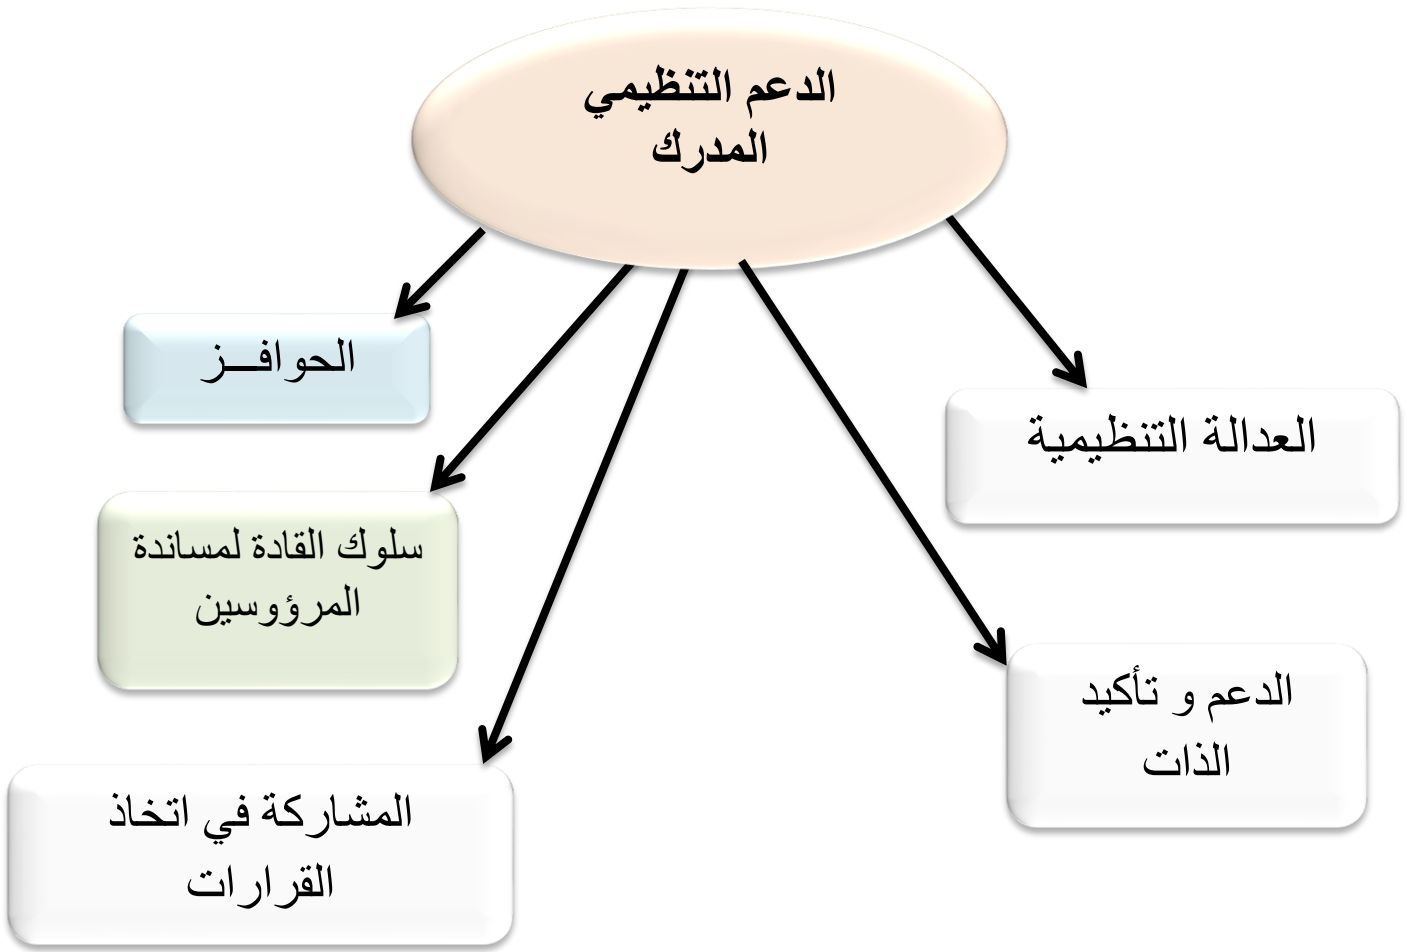 الدعم التنظيمي
المدرك
الحوافـــز
العدالة التنظيمية
سلوك القادة لمساندة
المرؤوسين
الدعم و تأكيد
الذات
المشاركة في اتخاذ
القرارات